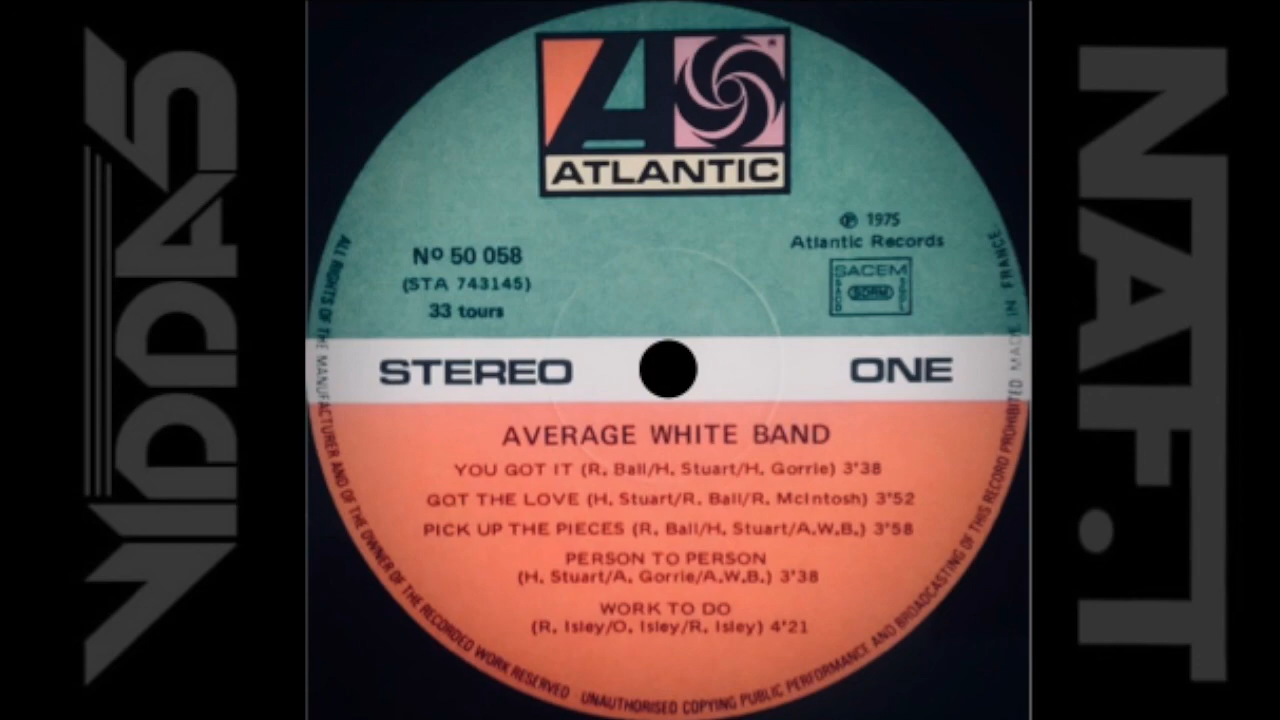 ATLANTIC
℗ 1975
Atlantic Records
SACEM
SACD
SDRM
SGDL
Nº 50 058
(STA 743145)
33 tours
STEREO
ONE
AVERAGE WHITE BAND
YOU GOT IT (R. Ball/H. Stuart/H. Gorrie) 3'38
GOT THE LOVE (H. Stuart/R. Ball/R. McIntosh) 3'52
PICK UP THE PIECES (R. Ball/H. Stuart/A.W.B.) 3'58
PERSON TO PERSON
(H. Stuart/A. Gorrie/A.W.B.) 3'38
WORK TO DO
(R. Isley/O. Isley/R. Isley) 4'21
ALL RIGHTS OF THE MANUFACTURER AND OF THE OWNER OF THE RECORDED WORK RESERVED · UNAUTHORISED COPYING PUBLIC PERFORMANCE AND BROADCASTING OF THIS RECORD PROHIBITED MADE IN FRANCE
NAFT